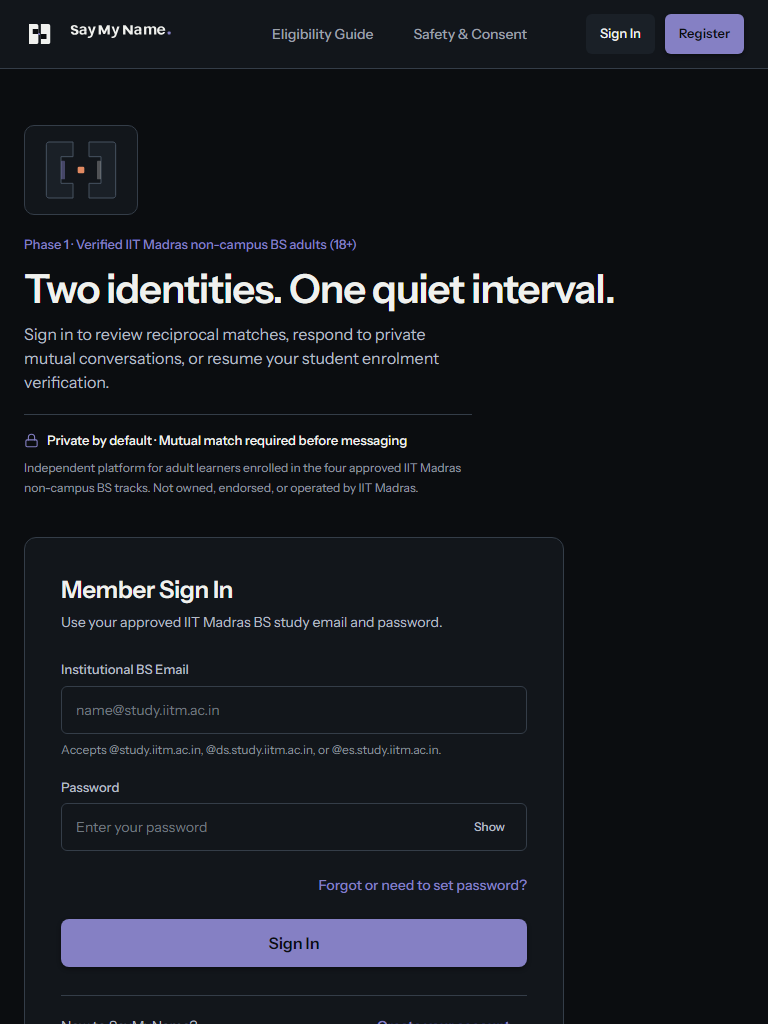 Say My Name.
Eligibility Guide
Safety & Consent
Sign In
Register
Phase 1 · Verified IIT Madras non-campus BS adults (18+)
Two identities. One quiet interval.
Sign in to review reciprocal matches, respond to private
mutual conversations, or resume your student enrolment
verification.
Private by default · Mutual match required before messaging
Independent platform for adult learners enrolled in the four approved IIT Madras
non-campus BS tracks. Not owned, endorsed, or operated by IIT Madras.
Member Sign In
Use your approved IIT Madras BS study email and password.
Institutional BS Email
name@study.iitm.ac.in
Accepts @study.iitm.ac.in, @ds.study.iitm.ac.in, or @es.study.iitm.ac.in.
Password
Enter your password
Show
Forgot or need to set password?
Sign In